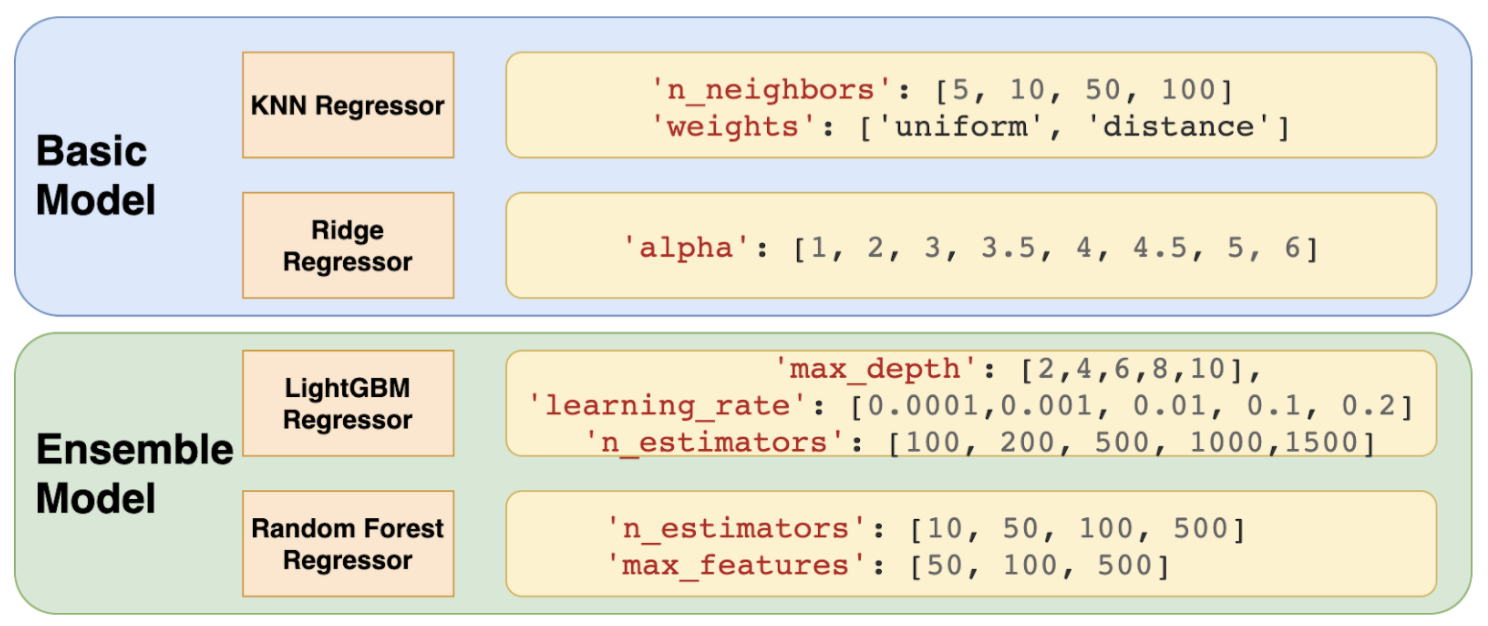 Basic
Model
KNN Regressor
'n_neighbors': [5, 10, 50, 100]
'weights': ['uniform', 'distance']
Ridge
Regressor
'alpha': [1, 2, 3, 3.5, 4, 4.5, 5, 6]
Ensemble
Model
LightGBM
Regressor
'max_depth': [2,4,6,8,10],
'learning_rate': [0.0001,0.001, 0.01, 0.1, 0.2]
'n_estimators': [100, 200, 500, 1000,1500]
Random Forest
Regressor
'n_estimators': [10, 50, 100, 500]
'max_features': [50, 100, 500]